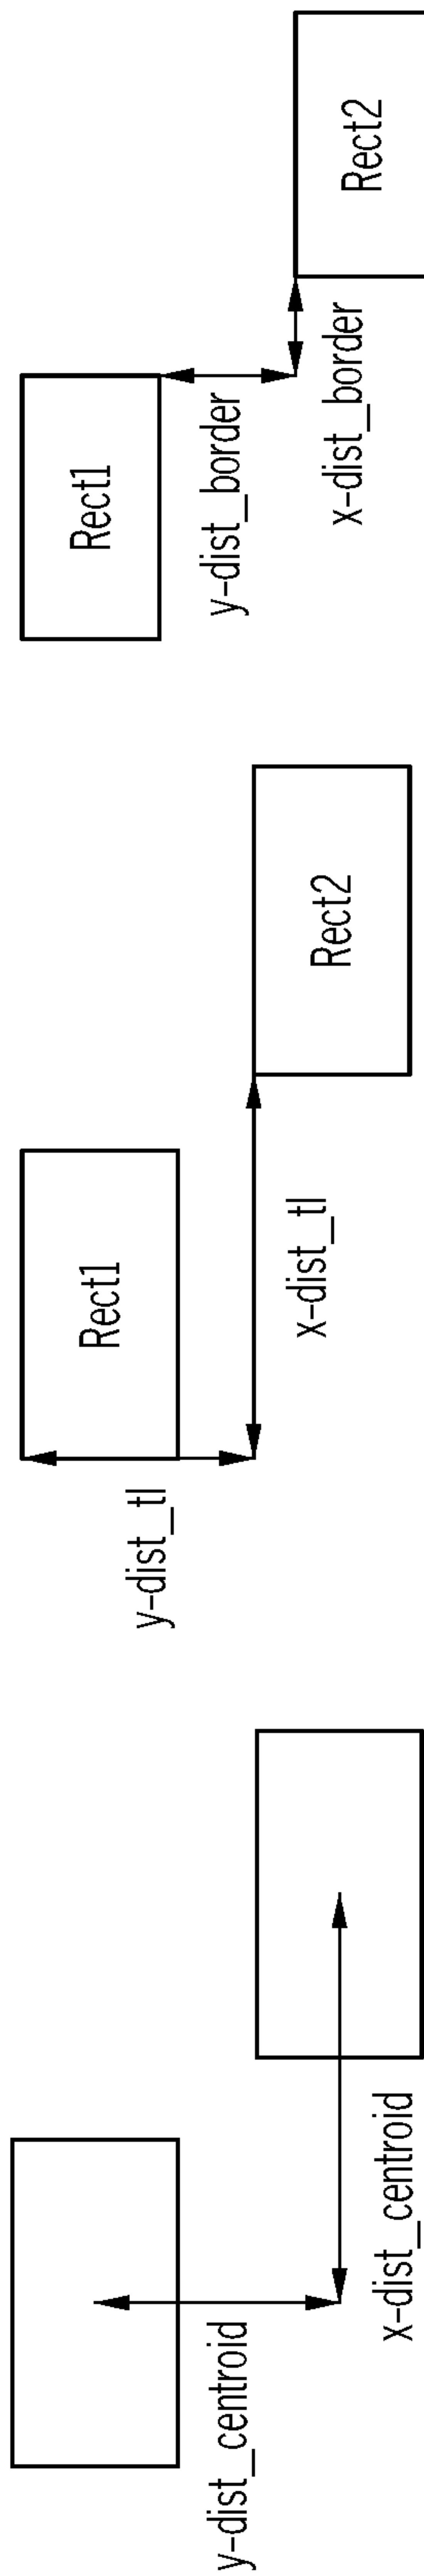 y-dist_centroid
x-dist_centroid
y-dist_tl
Rect1
x-dist_tl
Rect2
Rect1
y-dist_border
x-dist_border
Rect2